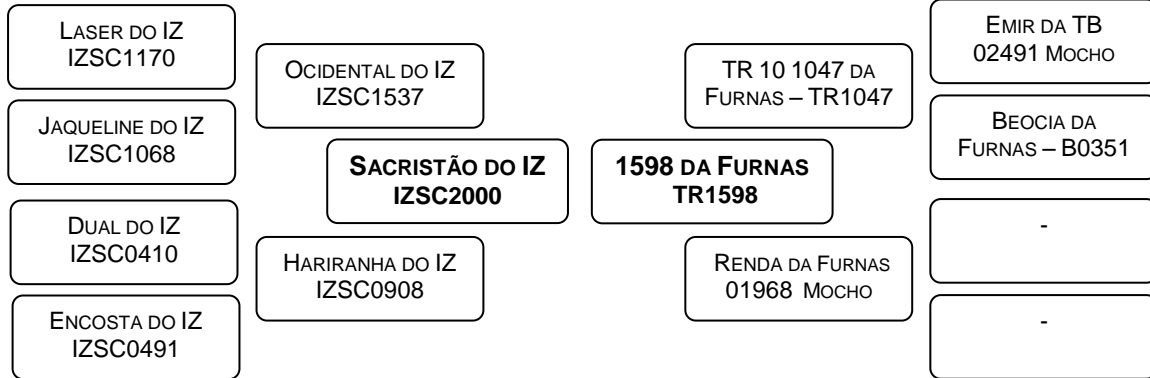 LASER DO IZ
IZSC1170
JAQUELINE DO IZ
IZSC1068
DUAL DO IZ
IZSC0410
ENCOSTA DO IZ
IZSC0491
OCIDENTAL DO IZ
IZSC1537
HARIRANHA DO IZ
IZSC0908
SACRISTÃO DO IZ
IZSC2000
1598 DA FURNAS
TR1598
TR 10 1047 DA
FURNAS – TR1047
RENDA DA FURNAS
01968 MOCHO
EMIR DA TB
02491 MOCHO
BEOCIA DA
FURNAS – B0351
-
-